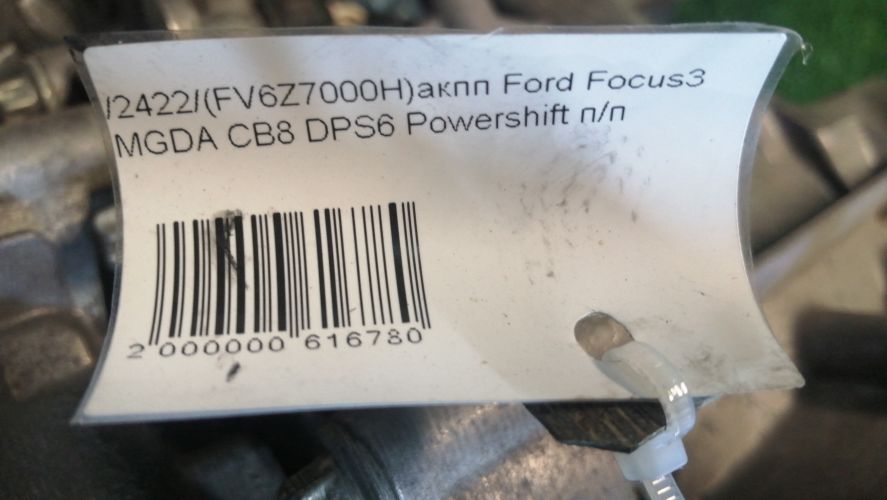 /2422/(FV6Z7000H)акпп Ford Focus3
MGDA CB8 DPS6 Powershift п/п
2 000000 616780